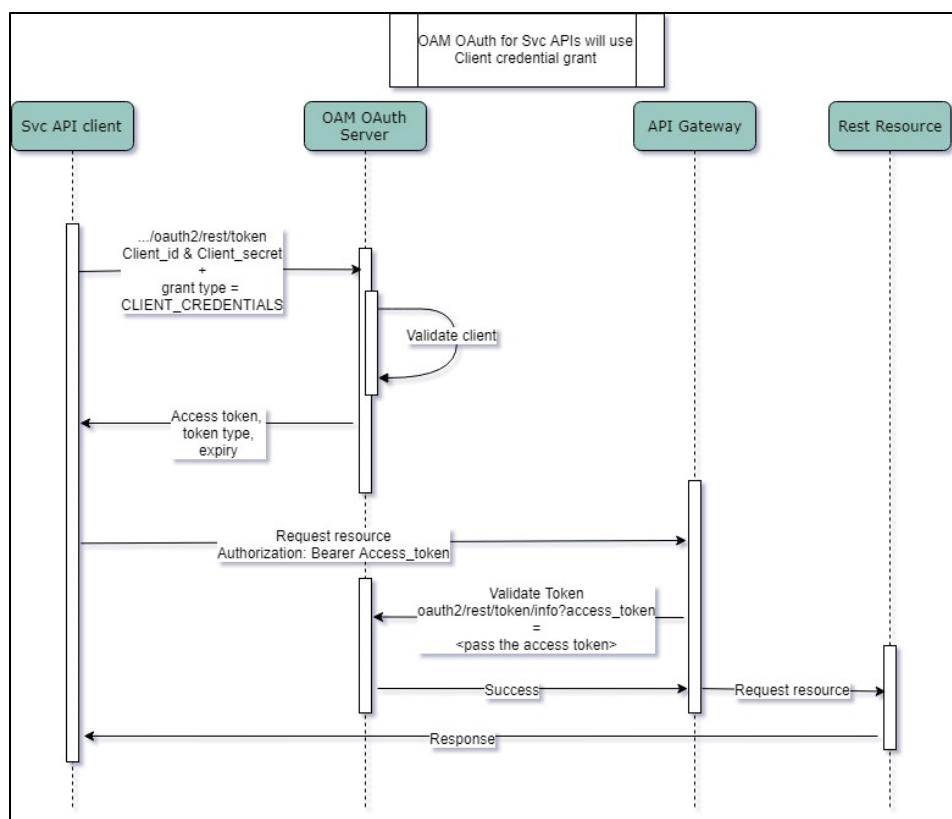 OAM OAuth for Svc APIs will use
Client credential grant
Svc API client
OAM OAuth
Server
API Gateway
Rest Resource
.../oauth2/rest/token
Client_id & Client_secret
+
grant type =
CLIENT_CREDENTIALS
Validate client
Access token,
token type,
expiry
Request resource
Authorization: Bearer Access_token
Validate Token
oauth2/rest/token/info?access_token
=
<pass the access token>
Success
Request resource
Response